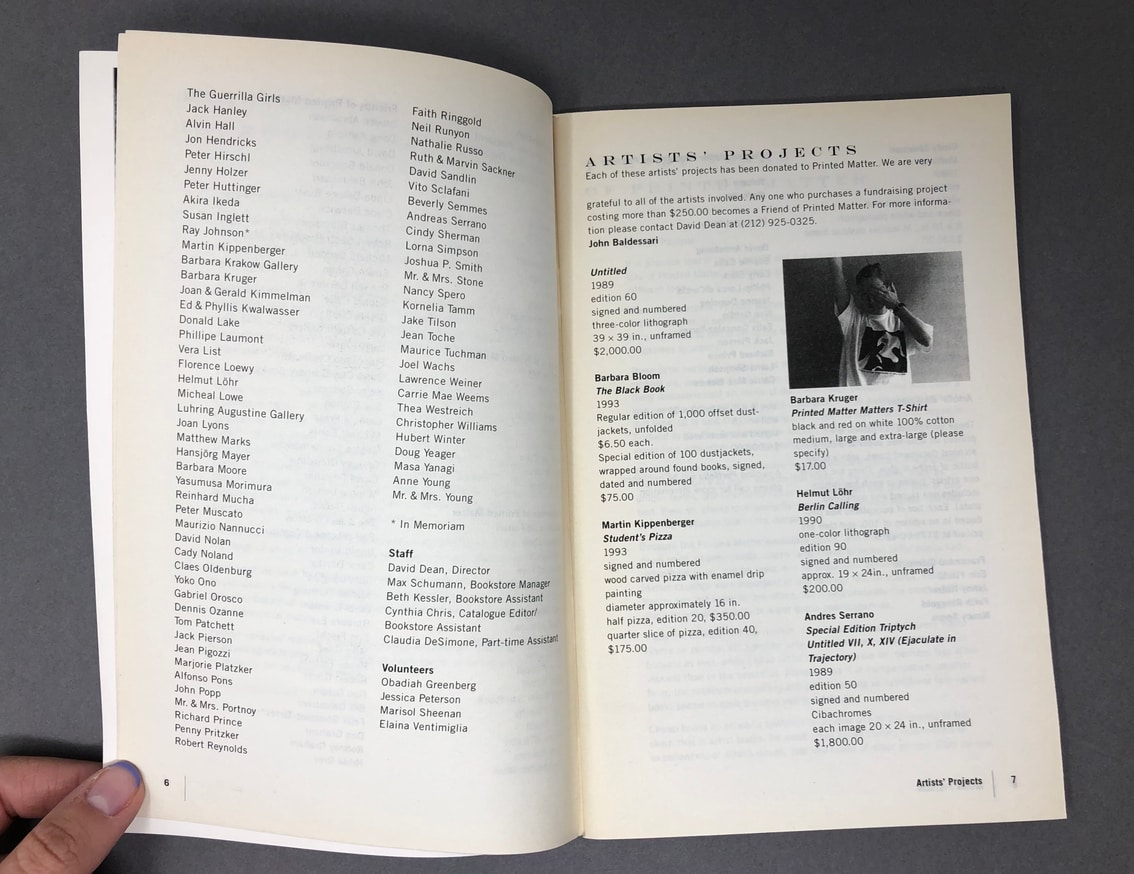 The Guerrilla Girls
Jack Hanley
Alvin Hall
Jon Hendricks
Peter Hirschl
Jenny Holzer
Peter Huttinger
Akira Ikeda
Susan Inglett
Ray Johnson*
Martin Kippenberger
Barbara Krakow Gallery
Barbara Kruger
Joan & Gerald Kimmelman
Ed & Phyllis Kwalwasser
Donald Lake
Phillipe Laumont
Vera List
Florence Loewy
Helmut Löhr
Micheal Lowe
Luhring Augustine Gallery
Joan Lyons
Matthew Marks
Hansjörg Mayer
Barbara Moore
Yasumusa Morimura
Reinhard Mucha
Peter Muscato
Maurizio Nannucci
David Nolan
Cady Noland
Claes Oldenburg
Yoko Ono
Gabriel Orosco
Dennis Ozanne
Tom Patchett
Jack Pierson
Jean Pigozzi
Marjorie Platzker
Alfonso Pons
John Popp
Mr. & Mrs. Portnoy
Richard Prince
Penny Pritzker
Robert Reynolds
Faith Ringgold
Neil Runyon
Nathalie Russo
Ruth & Marvin Sackner
David Sandlin
Vito Sclafani
Beverly Semmes
Andreas Serrano
Cindy Sherman
Lorna Simpson
Joshua P. Smith
Mr. & Mrs. Stone
Nancy Spero
Kornelia Tamm
Jake Tilson
Jean Toche
Maurice Tuchman
Joel Wachs
Lawrence Weiner
Carrie Mae Weems
Thea Westreich
Christopher Williams
Hubert Winter
Doug Yeager
Masa Yanagi
Anne Young
Mr. & Mrs. Young
* In Memoriam
Staff
David Dean, Director
Max Schumann, Bookstore Manager
Beth Kessler, Bookstore Assistant
Cynthia Chris, Catalogue Editor/
Bookstore Assistant
Claudia DeSimone, Part-time Assistant
Volunteers
Obadiah Greenberg
Jessica Peterson
Marisol Sheenan
Elaina Ventimiglia
6
ARTISTS' PROJECTS
Each of these artists' projects has been donated to Printed Matter. We are very
grateful to all of the artists involved. Any one who purchases a fundraising project
costing more than $250.00 becomes a Friend of Printed Matter. For more informa-
tion please contact David Dean at (212) 925-0325.
John Baldessari
Untitled
1989
edition 60
signed and numbered
three-color lithograph
39 × 39 in., unframed
$2,000.00
Barbara Bloom
The Black Book
1993
Regular edition of 1,000 offset dust-
jackets, unfolded
$6.50 each.
Special edition of 100 dustjackets,
wrapped around found books, signed,
dated and numbered
$75.00
Martin Kippenberger
Student's Pizza
1993
signed and numbered
wood carved pizza with enamel drip
painting
diameter approximately 16 in.
half pizza, edition 20, $350.00
quarter slice of pizza, edition 40,
$175.00
Barbara Kruger
Printed Matter Matters T-Shirt
black and red on white 100% cotton
medium, large and extra-large (please
specify)
$17.00
Helmut Löhr
Berlin Calling
1990
one-color lithograph
edition 90
signed and numbered
approx. 19 × 24in., unframed
$200.00
Andres Serrano
Special Edition Triptych
Untitled VII, X, XIV (Ejaculate in
Trajectory)
1989
edition 50
signed and numbered
Cibachromes
each image 20 × 24 in., unframed
$1,800.00
Artists' Projects
7